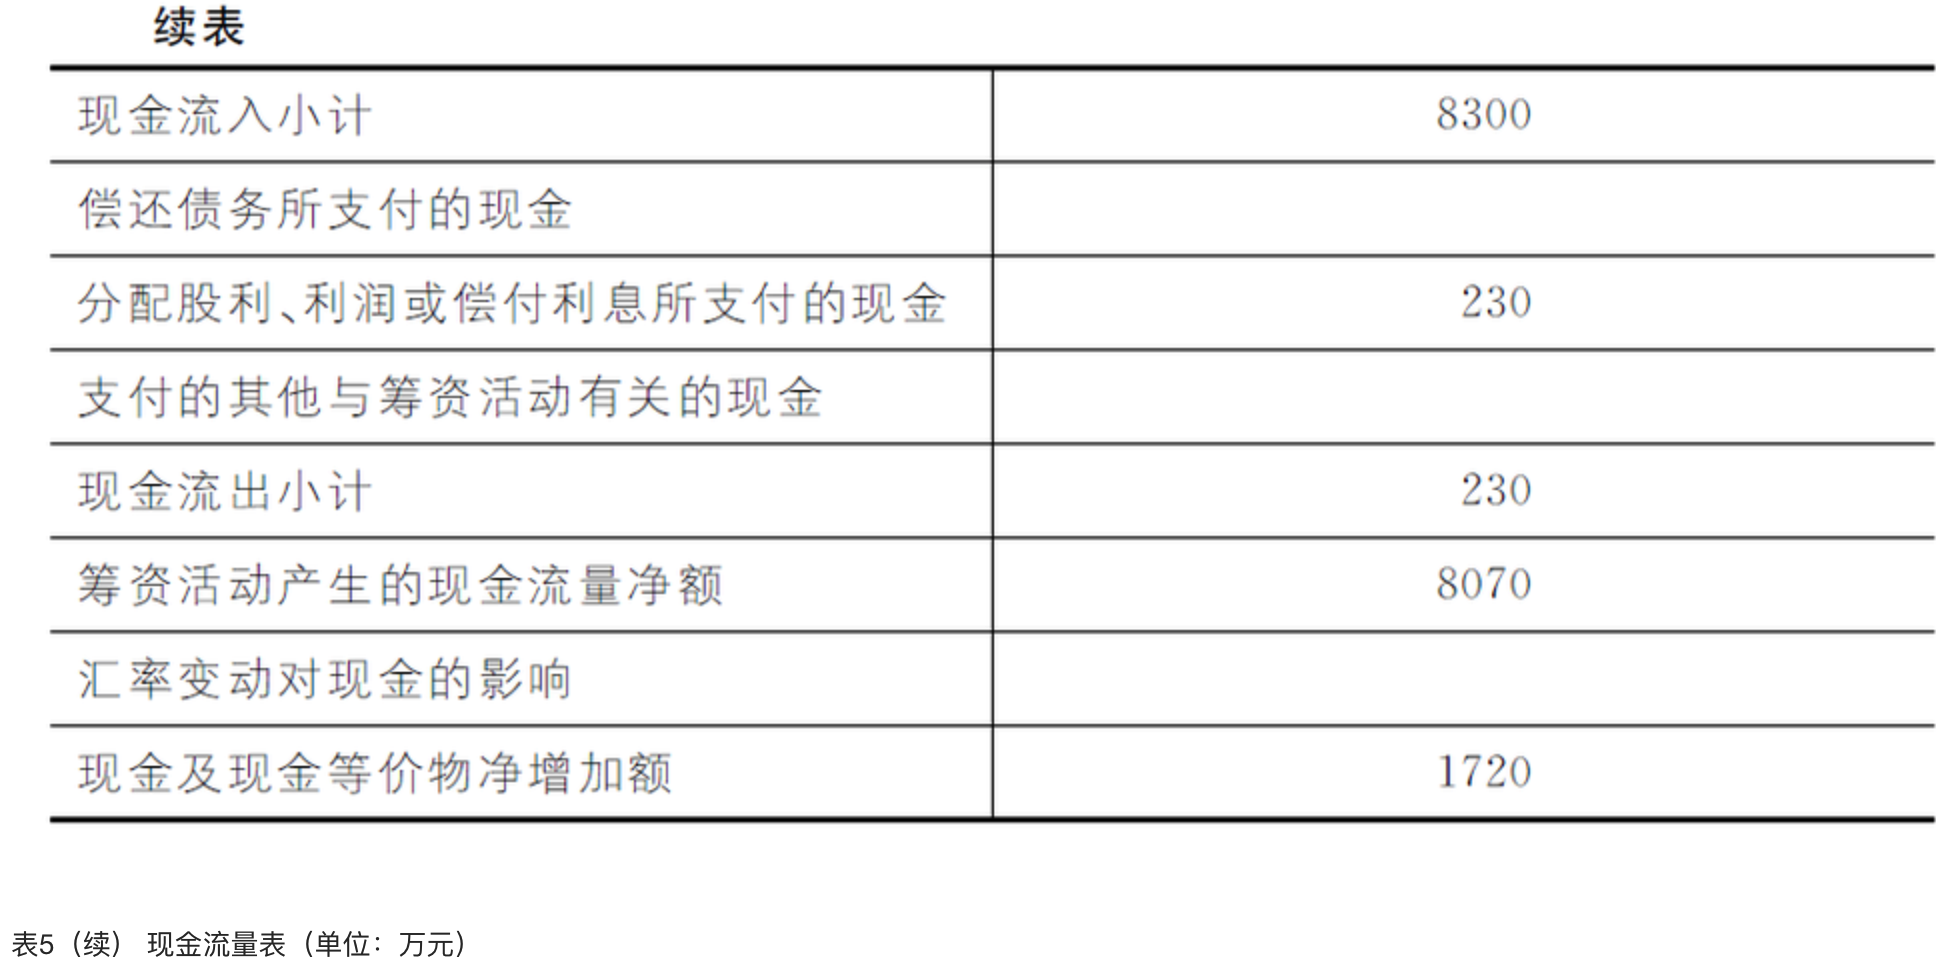 续表
现金流入小计 8300
偿还债务所支付的现金
分配股利、利润或偿付利息所支付的现金 230
支付的其他与筹资活动有关的现金
现金流出小计 230
筹资活动产生的现金流量净额 8070
汇率变动对现金的影响
现金及现金等价物净增加额 1720
表5（续） 现金流量表（单位：万元）